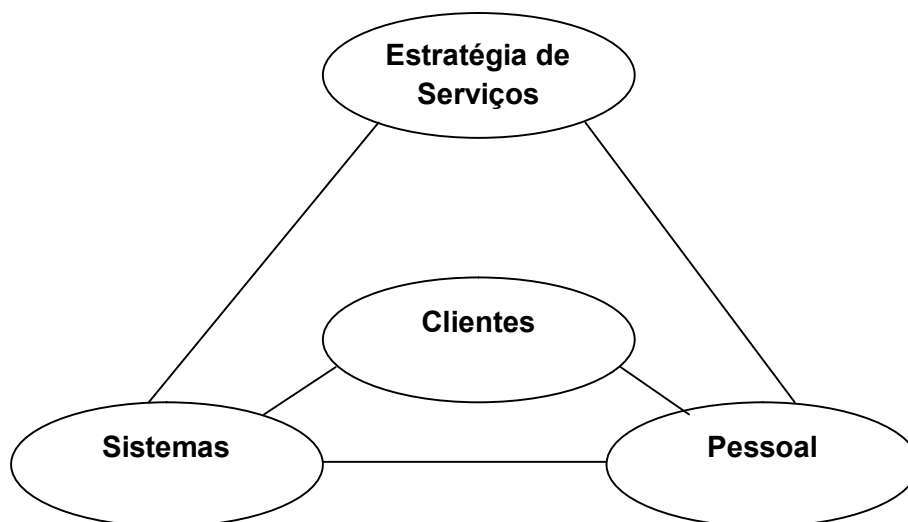 Estratégia de
Serviços
Clientes
Sistemas
Pessoal